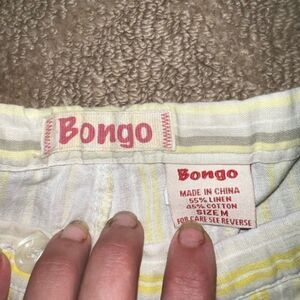 Bongo
Bongo
MADE IN CHINA
55% LINEN
45% COTTON
SIZE M
FOR CARE SEE REVERSE